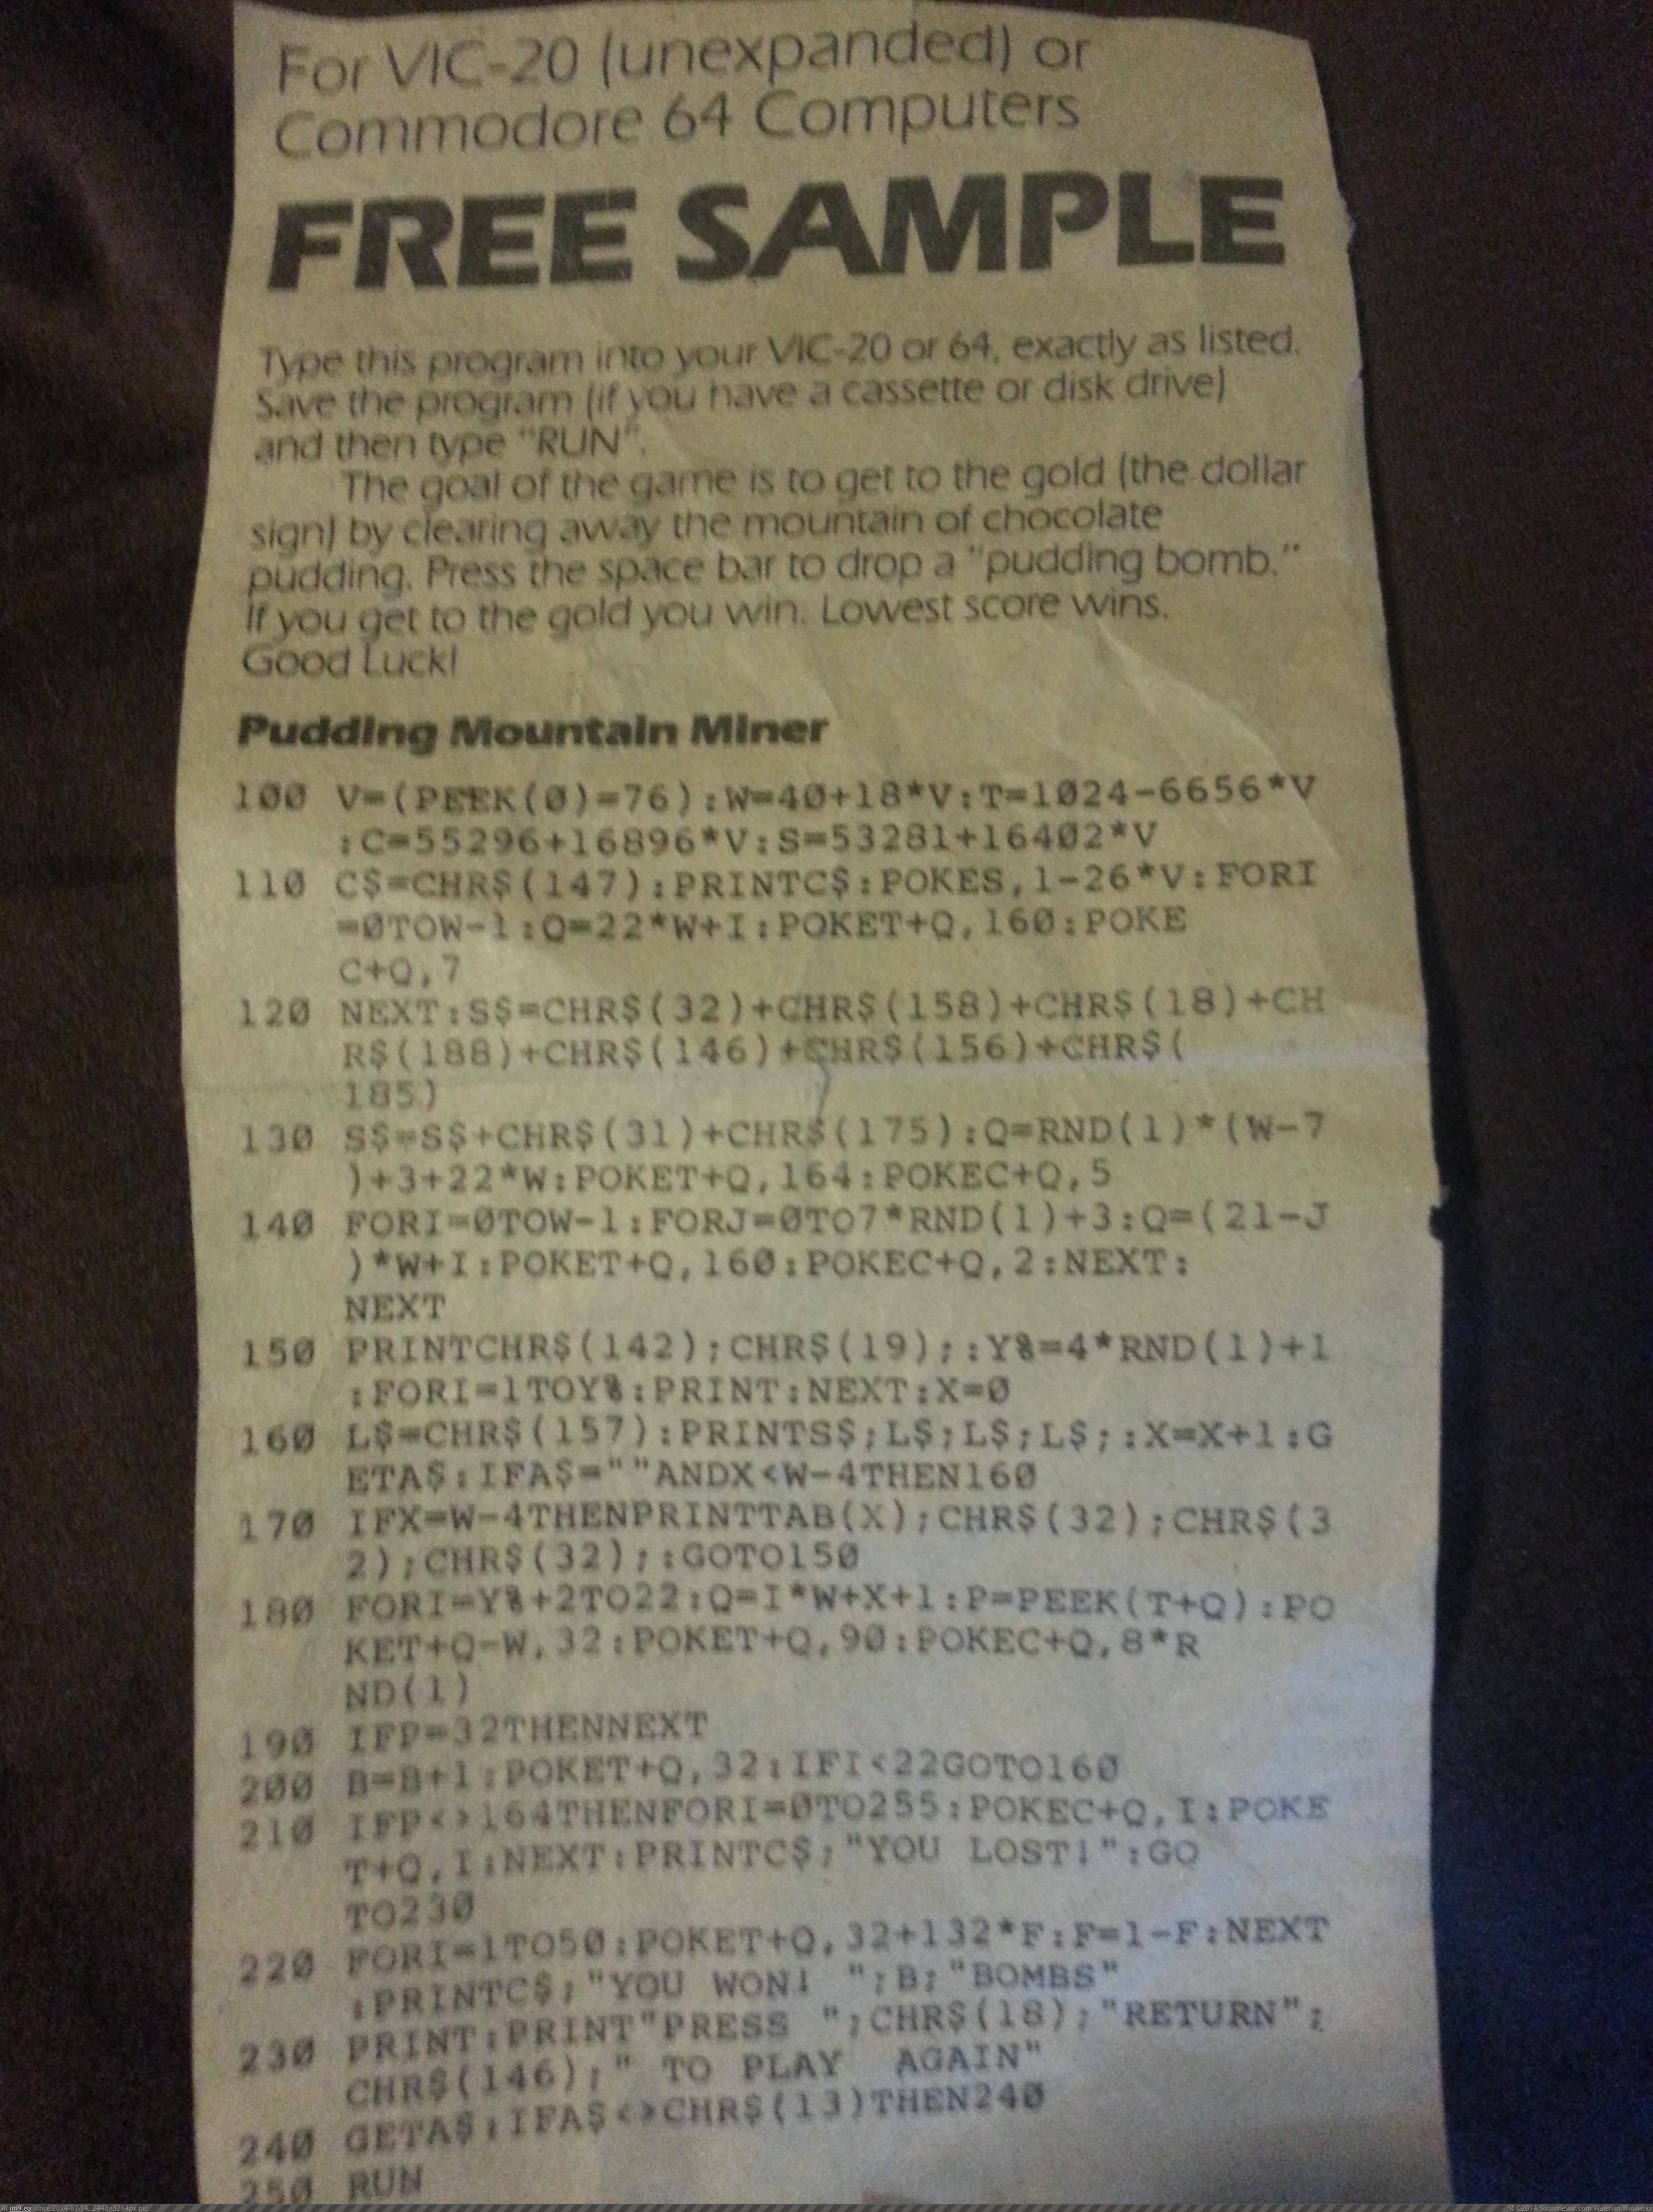 For VIC-20 (unexpanded) or
Commodore 64 Computers
FREE SAMPLE
Type this program into your VIC-20 or 64, exactly as listed.
Save the program (if you have a cassette or disk drive)
and then type "RUN".
The goal of the game is to get to the gold (the dollar
sign) by clearing away the mountain of chocolate
pudding. Press the space bar to drop a "pudding bomb."
If you get to the gold you win. Lowest score wins.
Good Luck!
Pudding Mountain Miner
100 V=(PEEK(0)=76):W=40+18*V:T=1024-6656*V
:C=55296+16896*V:S=53281+16402*V
110 C$=CHR$(147):PRINTC$:POKES,1-26*V:FORI
=0TOW-1:Q=22*W+I:POKET+Q,160:POKE
C+Q,7
120 NEXT:S$=CHR$(32)+CHR$(158)+CHR$(18)+CH
R$(188)+CHR$(146)+CHR$(156)+CHR$(
185)
130 S$=S$+CHR$(31)+CHR$(175):Q=RND(1)*(W-7
)+3+22*W:POKET+Q,164:POKEC+Q,5
140 FORI=0TOW-1:FORJ=0TO7*RND(1)+3:Q=(21-J
)*W+I:POKET+Q,160:POKEC+Q,2:NEXT:
NEXT
150 PRINTCHR$(142);CHR$(19);:Y%=4*RND(1)+1
:FORI=1TOY%:PRINT:NEXT:X=0
160 L$=CHR$(157):PRINTS$;L$;L$;L$;:X=X+1:G
ETA$:IFA$=""ANDX<W-4THEN160
170 IFX=W-4THENPRINTTAB(X);CHR$(32);CHR$(3
2);CHR$(32);:GOTO150
180 FORI=Y%+2TO22:Q=I*W+X+1:P=PEEK(T+Q):PO
KET+Q-W,32:POKET+Q,90:POKEC+Q,8*R
ND(1)
190 IFP=32THENNEXT
200 B=B+1:POKET+Q,32:IFI<22GOTO160
210 IFP<>164THENFORI=0TO255:POKEC+Q,I:POKE
T+Q,I:NEXT:PRINTC$;"YOU LOST!":GO
TO230
220 FORI=1TO50:POKET+Q,32+132*F:F=1-F:NEXT
:PRINTC$;"YOU WON! ";B;"BOMBS"
230 PRINT:PRINT"PRESS ";CHR$(18);"RETURN";
CHR$(146);" TO PLAY  AGAIN"
240 GETA$:IFA$<>CHR$(13)THEN240
250 RUN